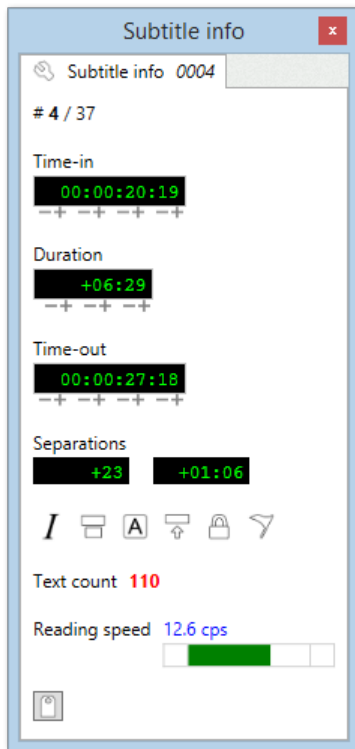 Subtitle info
x
Subtitle info 0004
# 4 / 37
Time-in
00:00:20:19
Duration
+06:29
Time-out
00:00:27:18
Separations
+23 +01:06
I A
Text count 110
Reading speed 12.6 cps